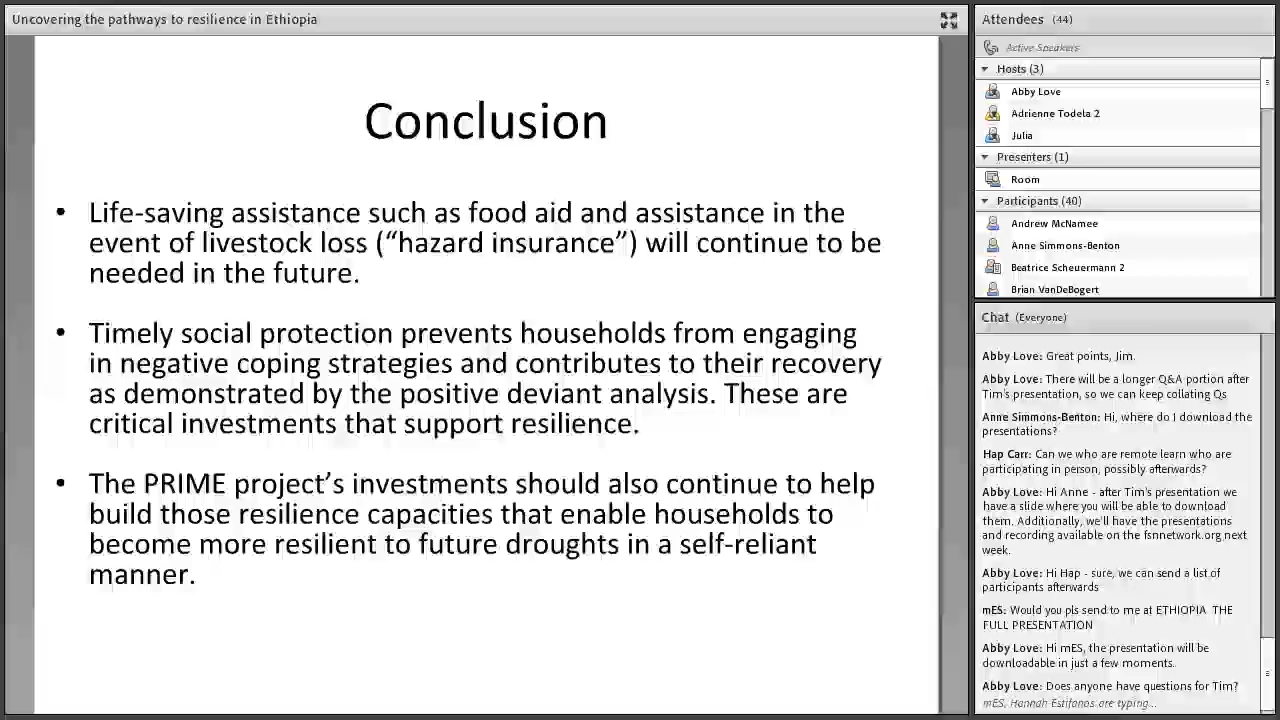 Uncovering the pathways to resilience in Ethiopia
Conclusion
• Life-saving assistance such as food aid and assistance in the
event of livestock loss (“hazard insurance”) will continue to be
needed in the future.
• Timely social protection prevents households from engaging
in negative coping strategies and contributes to their recovery
as demonstrated by the positive deviant analysis. These are
critical investments that support resilience.
• The PRIME project’s investments should also continue to help
build those resilience capacities that enable households to
become more resilient to future droughts in a self-reliant
manner.
Attendees (44)
Active Speakers
Hosts (3)
Abby Love
Adrienne Todela 2
Julia
Presenters (1)
Room
Participants (40)
Andrew McNamee
Anne Simmons-Benton
Beatrice Scheuermann 2
Brian VanDeBogert
Chat (Everyone)
Abby Love: Great points, Jim.
Abby Love: There will be a longer Q&A portion after
Tim's presentation, so we can keep collating Qs
Anne Simmons-Benton: Hi, where do I download the
presentations?
Hap Carr: Can we who are remote learn who are
participating in person, possibly afterwards?
Abby Love: Hi Anne - after Tim's presentation we
have a slide where you will be able to download
them. Additionally, we'll have the presentations
and recording available on the fsnnetwork.org next
week.
Abby Love: Hi Hap - sure, we can send a list of
participants afterwards
mES: Would you pls send to me at ETHIOPIA THE
FULL PRESENTATION
Abby Love: Hi mES, the presentation will be
downloadable in just a few moments.
Abby Love: Does anyone have questions for Tim?
mES, Hannah Estifanos are typing...